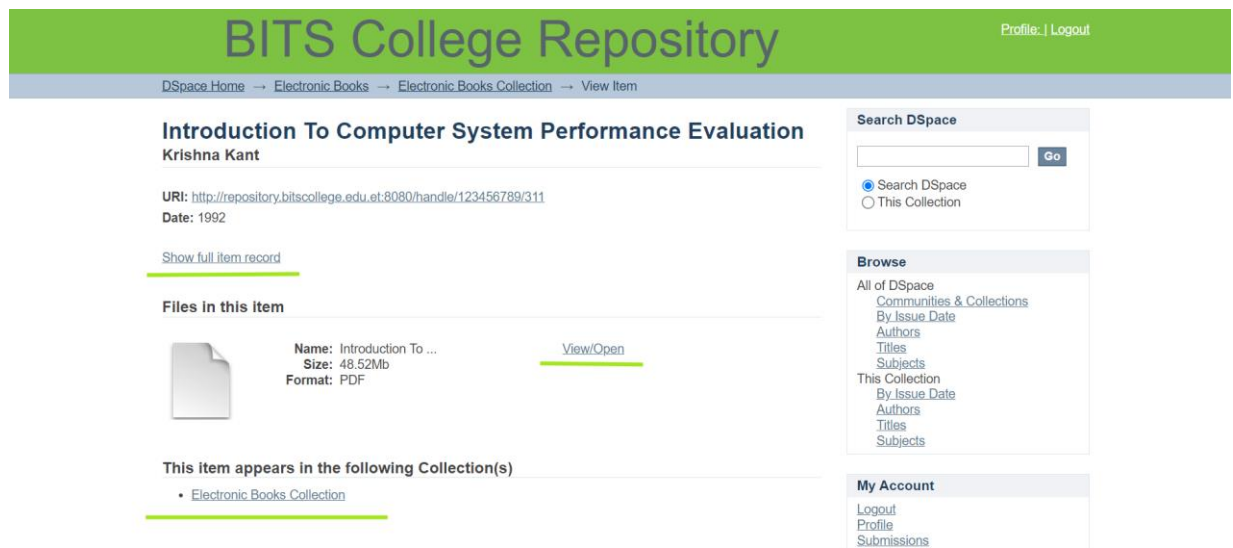 BITS College Repository
Profile: | Logout
DSpace Home → Electronic Books → Electronic Books Collection → View Item
Introduction To Computer System Performance Evaluation
Krishna Kant
URI: http://repository.bitscollege.edu.et:8080/handle/123456789/311
Date: 1992
Show full item record
Files in this item
Name: Introduction To ...
Size: 48.52Mb
Format: PDF
View/Open
This item appears in the following Collection(s)
• Electronic Books Collection
Search DSpace
Go
Search DSpace
This Collection
Browse
All of DSpace
Communities & Collections
By Issue Date
Authors
Titles
Subjects
This Collection
By Issue Date
Authors
Titles
Subjects
My Account
Logout
Profile
Submissions